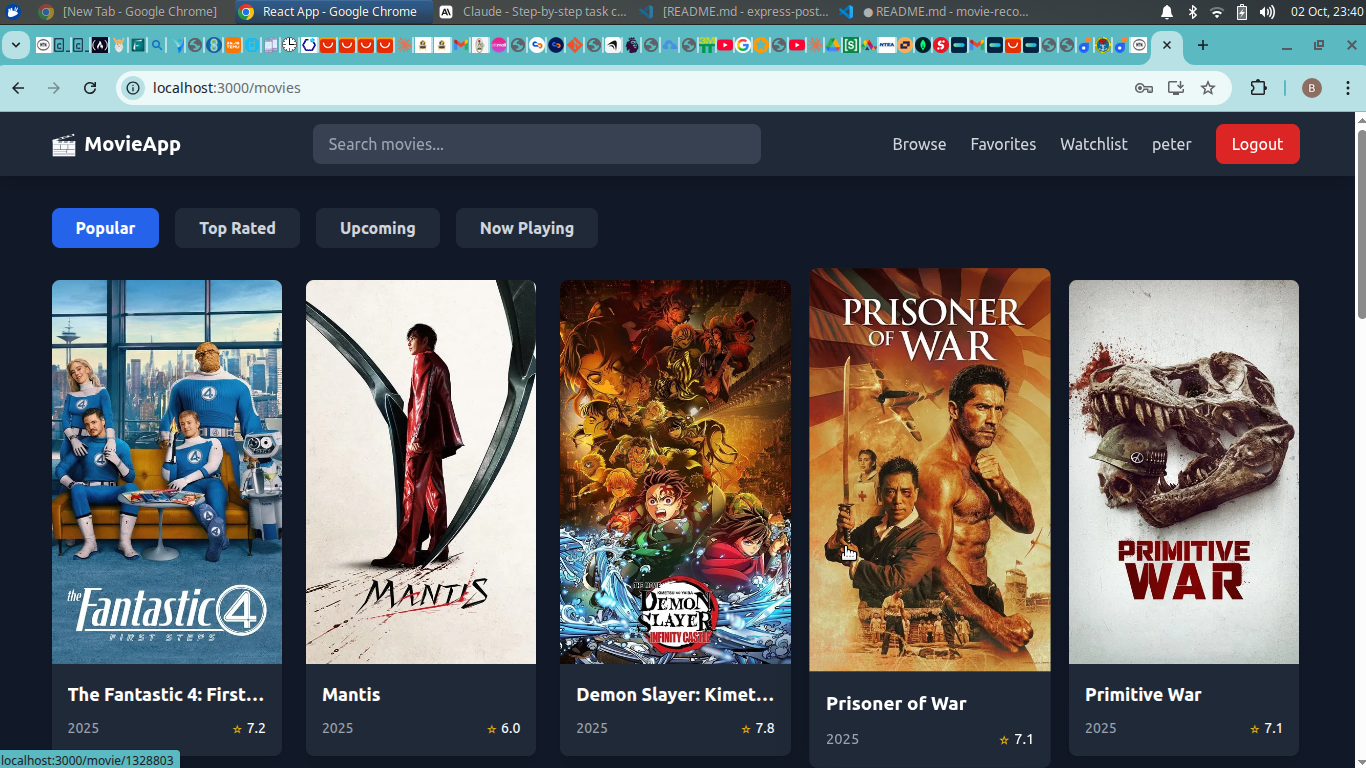 [New Tab - Google Chrome]
React App - Google Chrome
Claude - Step-by-step task c...
[README.md - express-post...
README.md - movie-reco...
02 Oct, 23:40
localhost:3000/movies
B
MovieApp
Search movies...
Browse
Favorites
Watchlist
peter
Logout
Popular
Top Rated
Upcoming
Now Playing
the Fantastic 4
FIRST STEPS
MANTIS
DEMON SLAYER
INFINITY CASTLE
PRISONER
OF WAR
PRIMITIVE
WAR
The Fantastic 4: First...
2025
☆ 7.2
Mantis
2025
☆ 6.0
Demon Slayer: Kimet...
2025
☆ 7.8
Prisoner of War
2025
☆ 7.1
Primitive War
2025
☆ 7.1
localhost:3000/movie/1328803